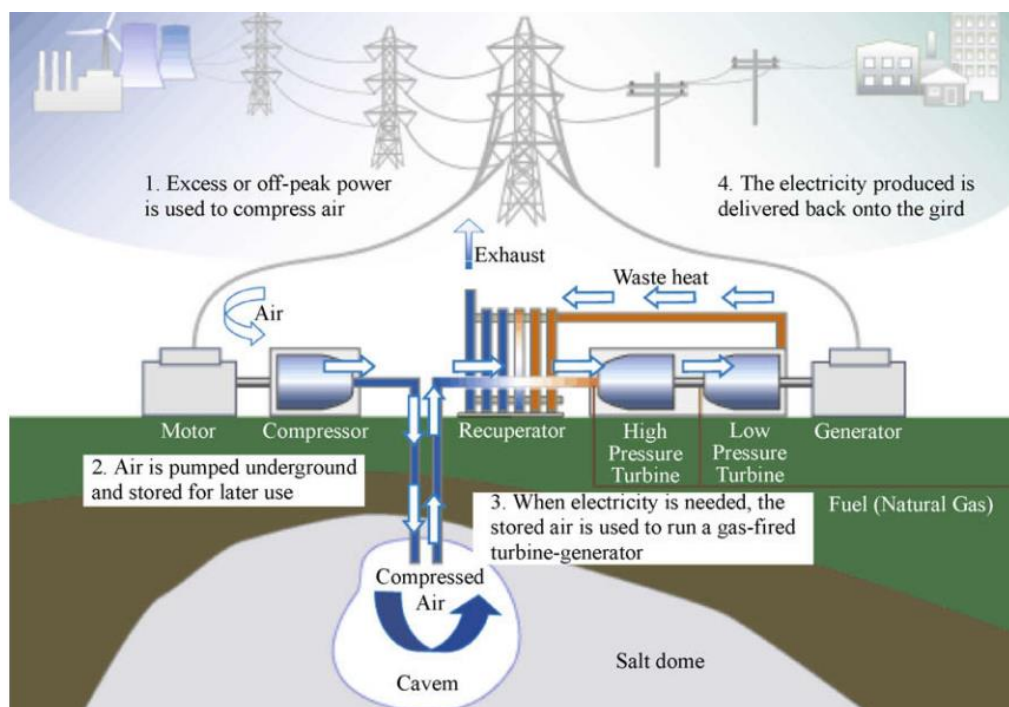 1. Excess or off-peak power
is used to compress air
4. The electricity produced is
delivered back onto the gird
Exhaust
Waste heat
Air
Motor
Compressor
Recuperator
High
Pressure
Turbine
Low
Pressure
Turbine
Generator
2. Air is pumped underground
and stored for later use
3. When electricity is needed, the
stored air is used to run a gas-fired
turbine-generator
Fuel (Natural Gas)
Compressed
Air
Cavem
Salt dome